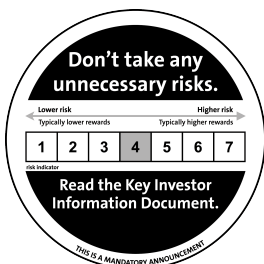 Don’t take any
unnecessary risks.
Lower risk Higher risk
Typically lower rewards Typically higher rewards
1 2 3 4 5 6 7
risk indicator
Read the Key Investor
Information Document.
THIS IS A MANDATORY ANNOUNCEMENT